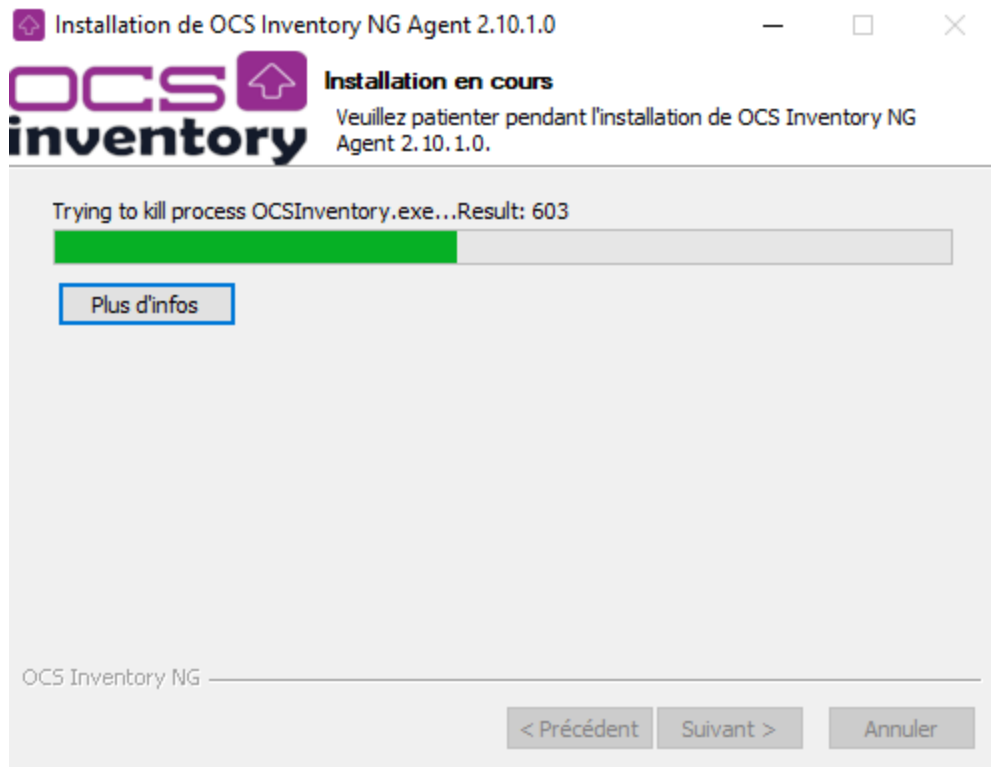 Installation de OCS Inventory NG Agent 2.10.1.0
OCS
inventory
Installation en cours
Veuillez patienter pendant l'installation de OCS Inventory NG
Agent 2.10.1.0.
Trying to kill process OCSInventory.exe...Result: 603
Plus d'infos
OCS Inventory NG
< Précédent
Suivant >
Annuler